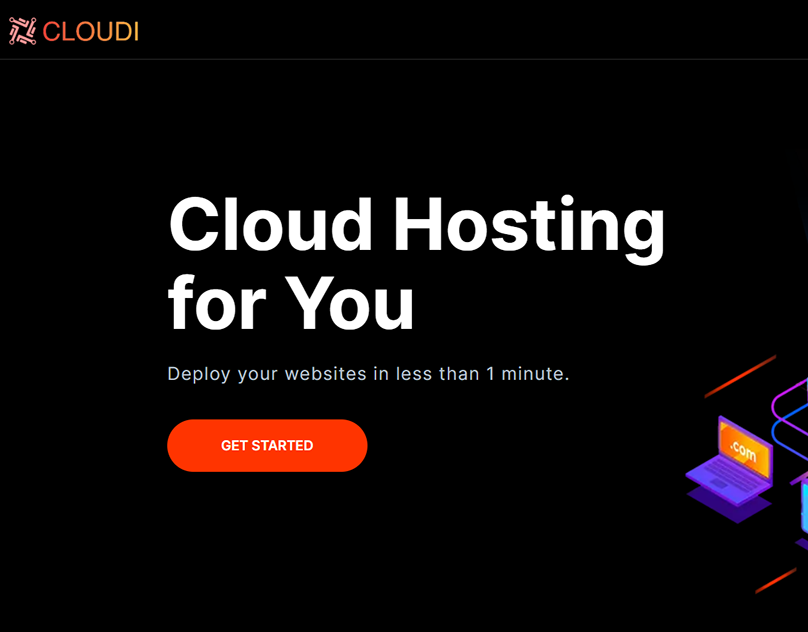 CLOUDI
Cloud Hosting
for You
Deploy your websites in less than 1 minute.
GET STARTED
.com